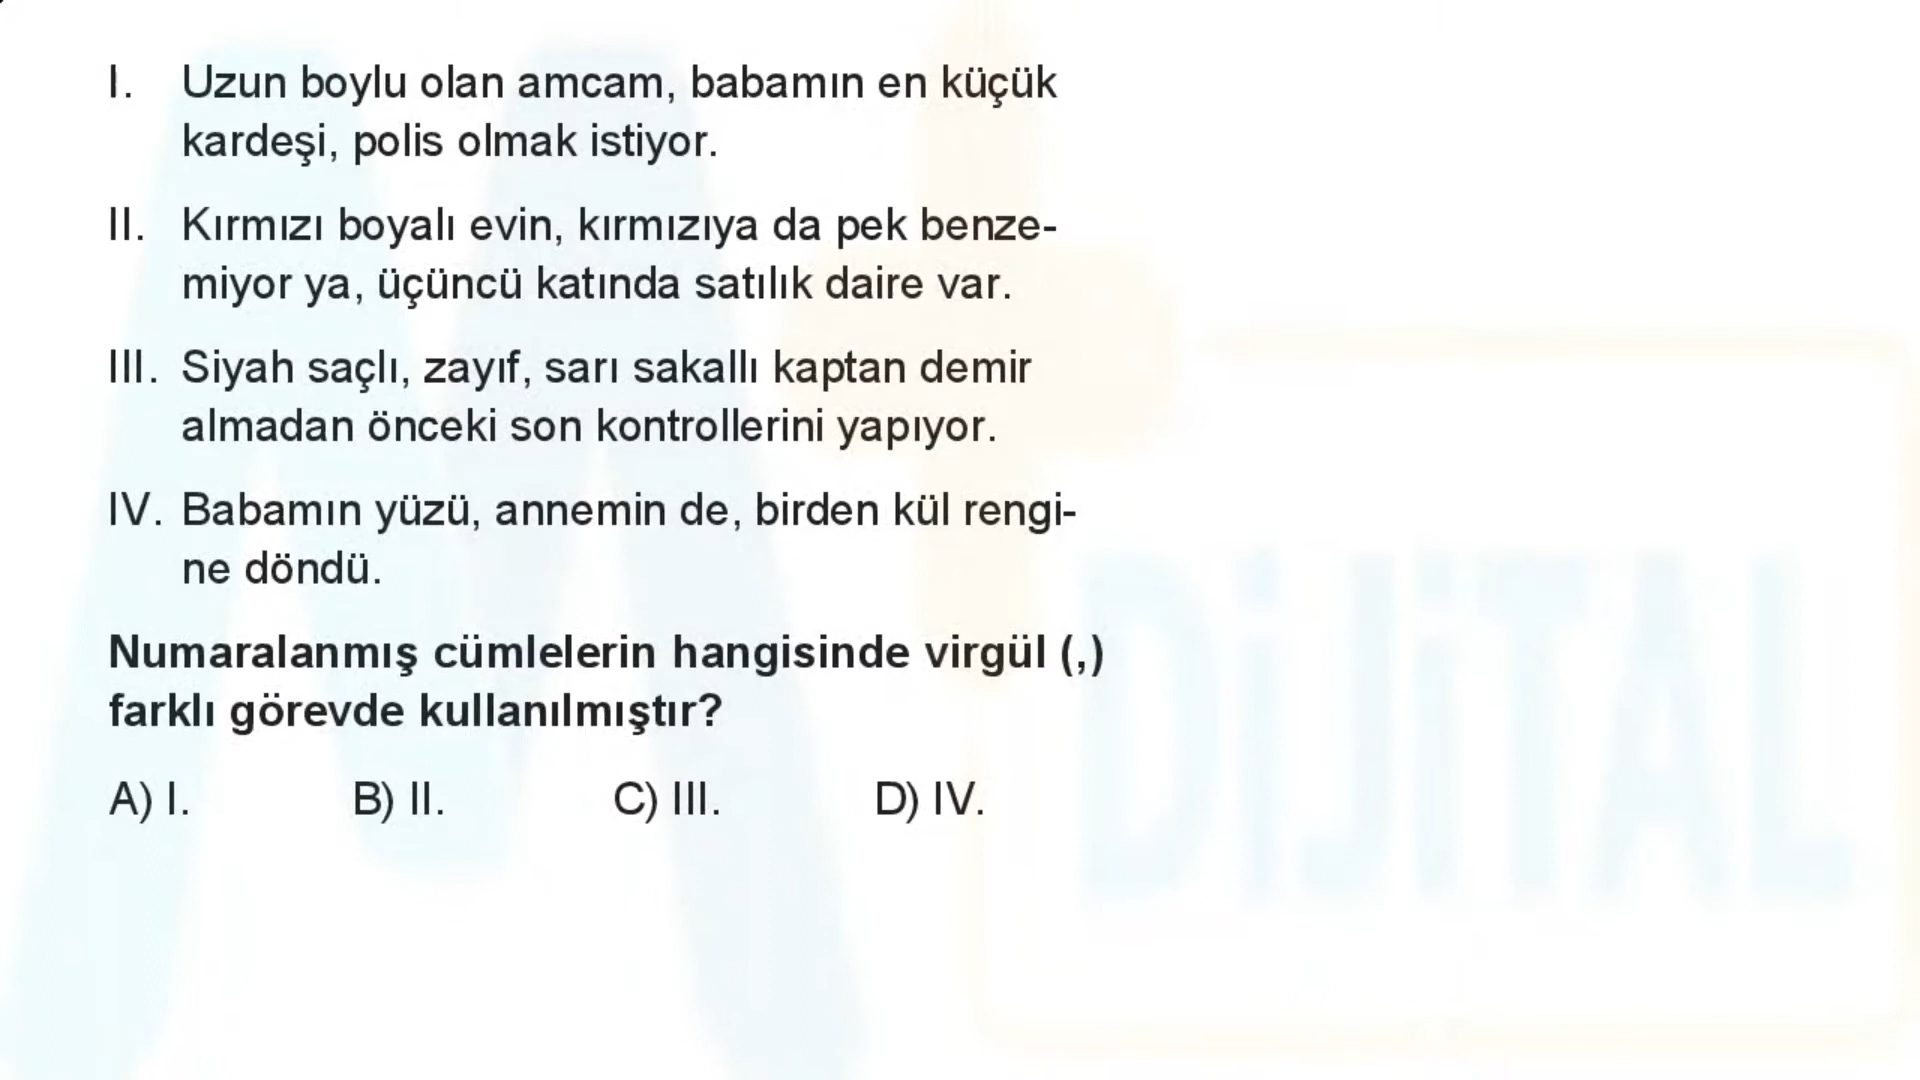 I. Uzun boylu olan amcam, babamın en küçük
kardeşi, polis olmak istiyor.
II. Kırmızı boyalı evin, kırmızıya da pek benze-
miyor ya, üçüncü katında satılık daire var.
III. Siyah saçlı, zayıf, sarı sakallı kaptan demir
almadan önceki son kontrollerini yapıyor.
IV. Babamın yüzü, annemin de, birden kül rengi-
ne döndü.
Numaralanmış cümlelerin hangisinde virgül (,)
farklı görevde kullanılmıştır?
A) I. B) II. C) III. D) IV.
DİJİTAL